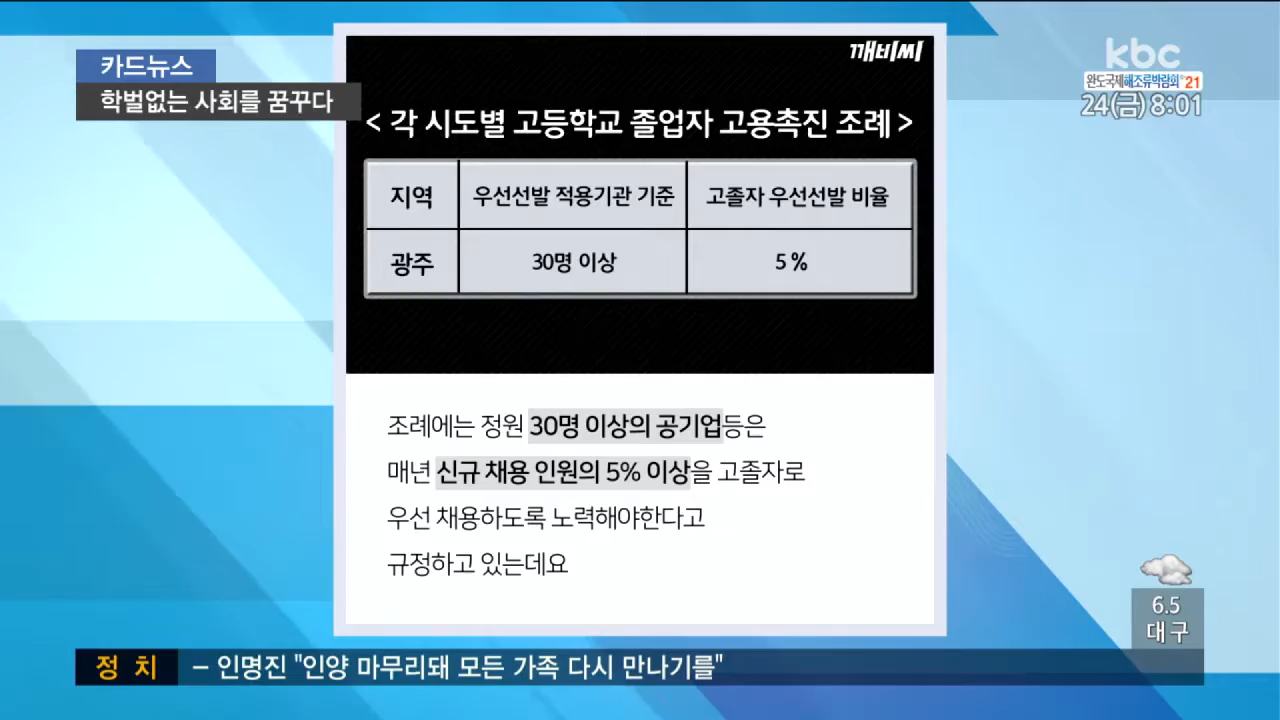 카드뉴스
학벌없는 사회를 꿈꾸다
깨비씨
kbc
완도국제해조류박람회 '21
24(금) 8:01
< 각 시도별 고등학교 졸업자 고용촉진 조례 >
지역 우선선발 적용기관 기준 고졸자 우선선발 비율
광주 30명 이상 5 %
조례에는 정원 30명 이상의 공기업등은
매년 신규 채용 인원의 5% 이상을 고졸자로
우선 채용하도록 노력해야한다고
규정하고 있는데요
6.5
대구
정 치 – 인명진 "인양 마무리돼 모든 가족 다시 만나기를"